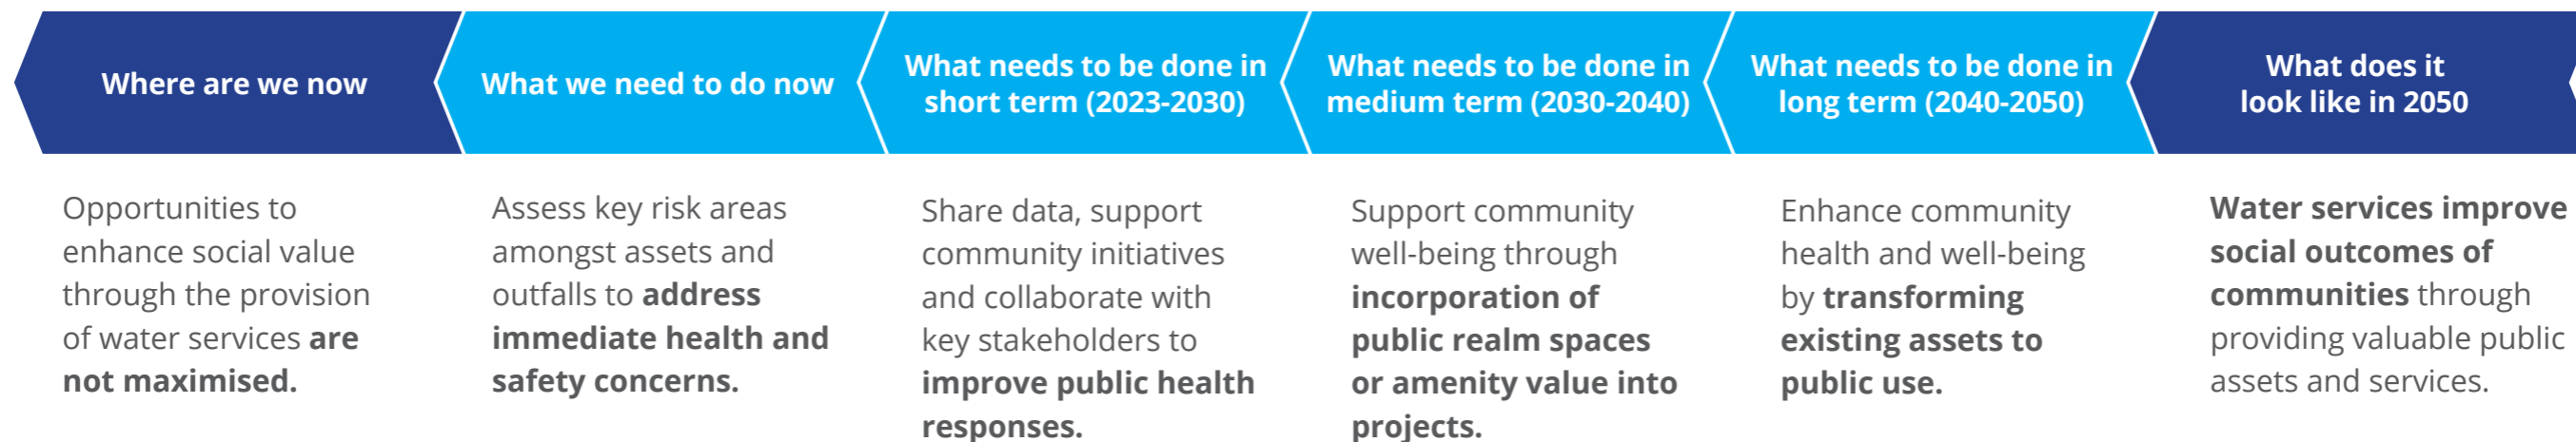 Where are we now
What we need to do now
What needs to be done in
short term (2023-2030)
What needs to be done in
medium term (2030-2040)
What needs to be done in
long term (2040-2050)
What does it
look like in 2050
Opportunities to
enhance social value
through the provision
of water services are
not maximised.
Assess key risk areas
amongst assets and
outfalls to address
immediate health and
safety concerns.
Share data, support
community initiatives
and collaborate with
key stakeholders to
improve public health
responses.
Support community
well-being through
incorporation of
public realm spaces
or amenity value into
projects.
Enhance community
health and well-being
by transforming
existing assets to
public use.
Water services improve
social outcomes of
communities through
providing valuable public
assets and services.